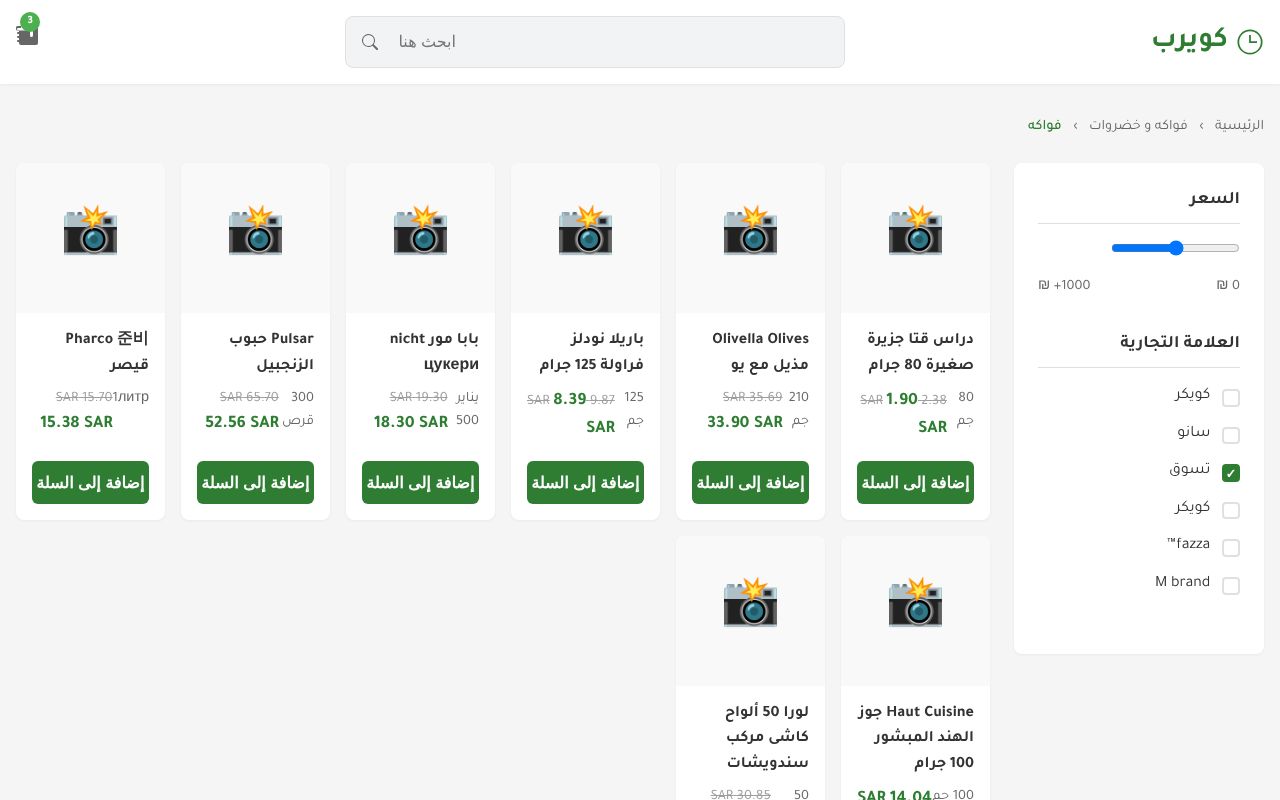 كويرب
ابحث هنا
3
الرئيسية › فواكه و خضروات › فواكه
السعر
₪ 0
₪ +1000
العلامة التجارية
كويكر
سانو
✓ تسوق
كويكر
fazza™
M brand
دراس قتا جزيرة
صغيرة 80 جرام
80 جم
2.38 SAR
1.90 SAR
إضافة إلى السلة
Olivella Olives
مذيل مع يو
210 جم
35.69 SAR
33.90 SAR
إضافة إلى السلة
باريلا نودلز
فراولة 125 جرام
125 جم
9.87 SAR
8.39 SAR
إضافة إلى السلة
بابا مور nicht
цукери
يناير 500
19.30 SAR
18.30 SAR
إضافة إلى السلة
Pulsar حبوب
الزنجبيل
300 قرص
65.70 SAR
52.56 SAR
إضافة إلى السلة
Pharco 준비
قيصر
1литр
15.70 SAR
15.38 SAR
إضافة إلى السلة
Haut Cuisine جوز
الهند المبشور
100 جرام
100 جم
14.04 SAR
لورا 50 ألواح
كاشى مركب
سندويشات
50
30.85 SAR